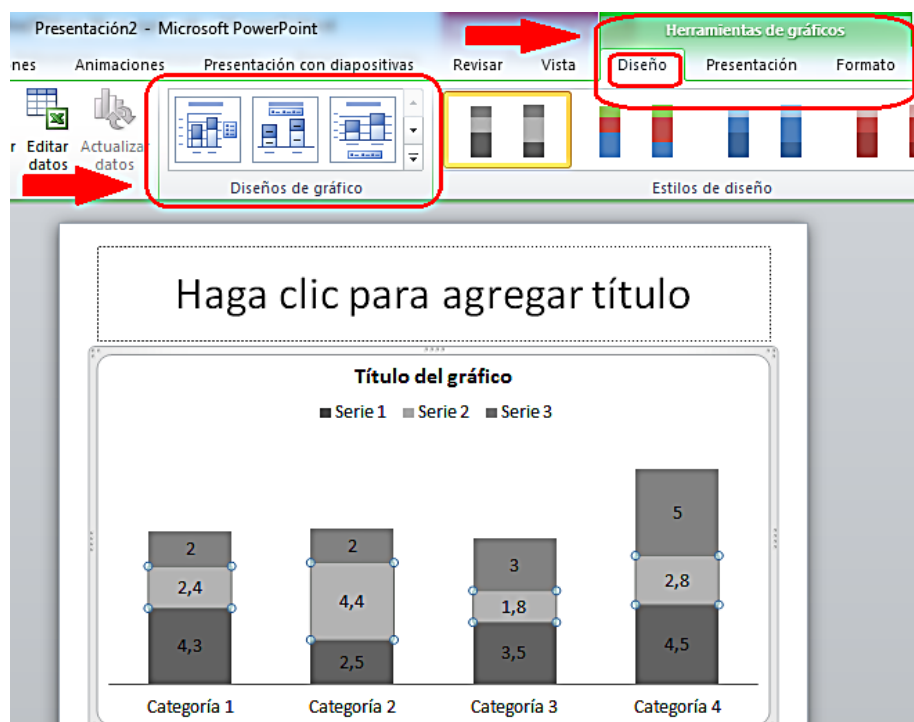 Presentación2 - Microsoft PowerPoint
Herramientas de gráficos
nes Animaciones Presentación con diapositivas Revisar Vista Diseño Presentación Formato
r Editar datos
Actualiza datos
Diseños de gráfico
Estilos de diseño
Haga clic para agregar título
Título del gráfico
Serie 1 Serie 2 Serie 3
5
2 2 3
2,4 4,4 1,8 2,8
4,3 2,5 3,5 4,5
Categoría 1 Categoría 2 Categoría 3 Categoría 4